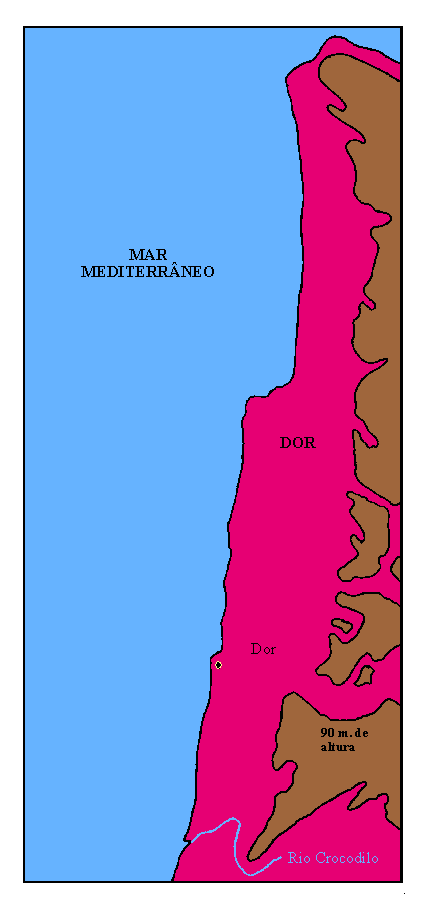 MAR
MEDITERRÂNEO
DOR
Dor
90 m. de
altura
Rio Crocodilo